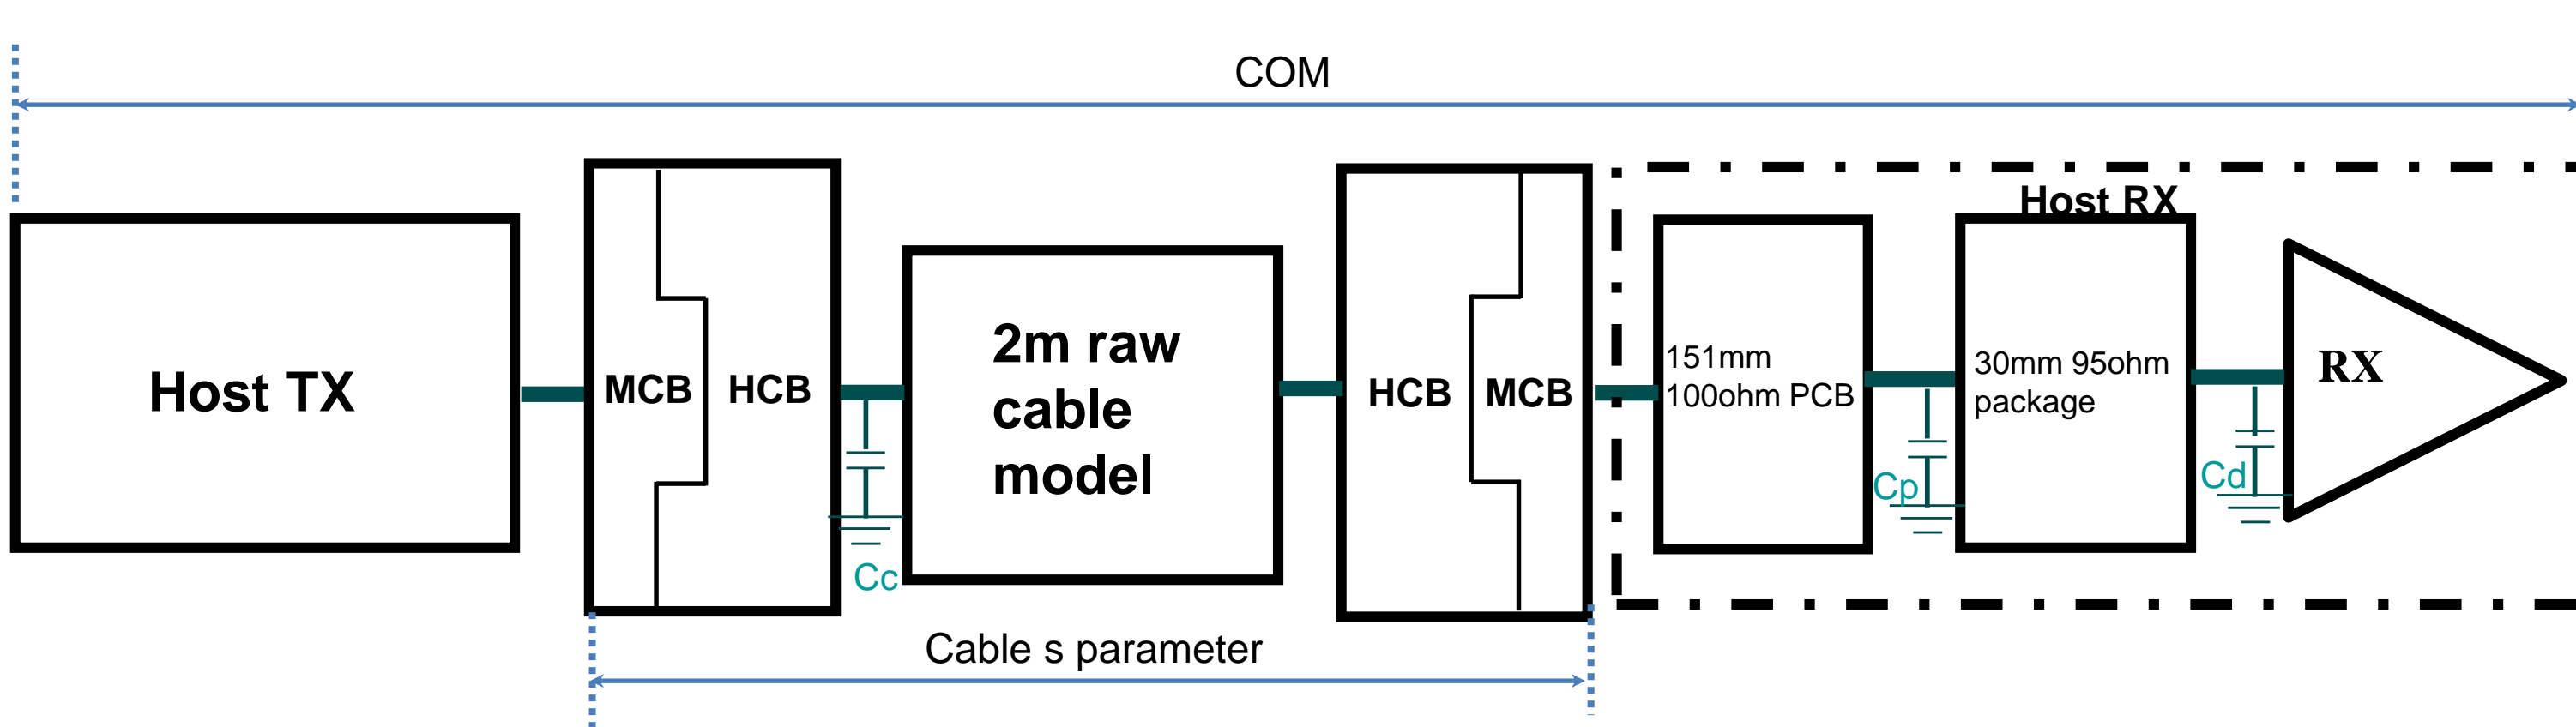 COM
Host TX
MCB
HCB
Cc
2m raw
cable
model
HCB
MCB
Host RX
151mm
100ohm PCB
Cp
30mm 95ohm
package
Cd
RX
Cable s parameter